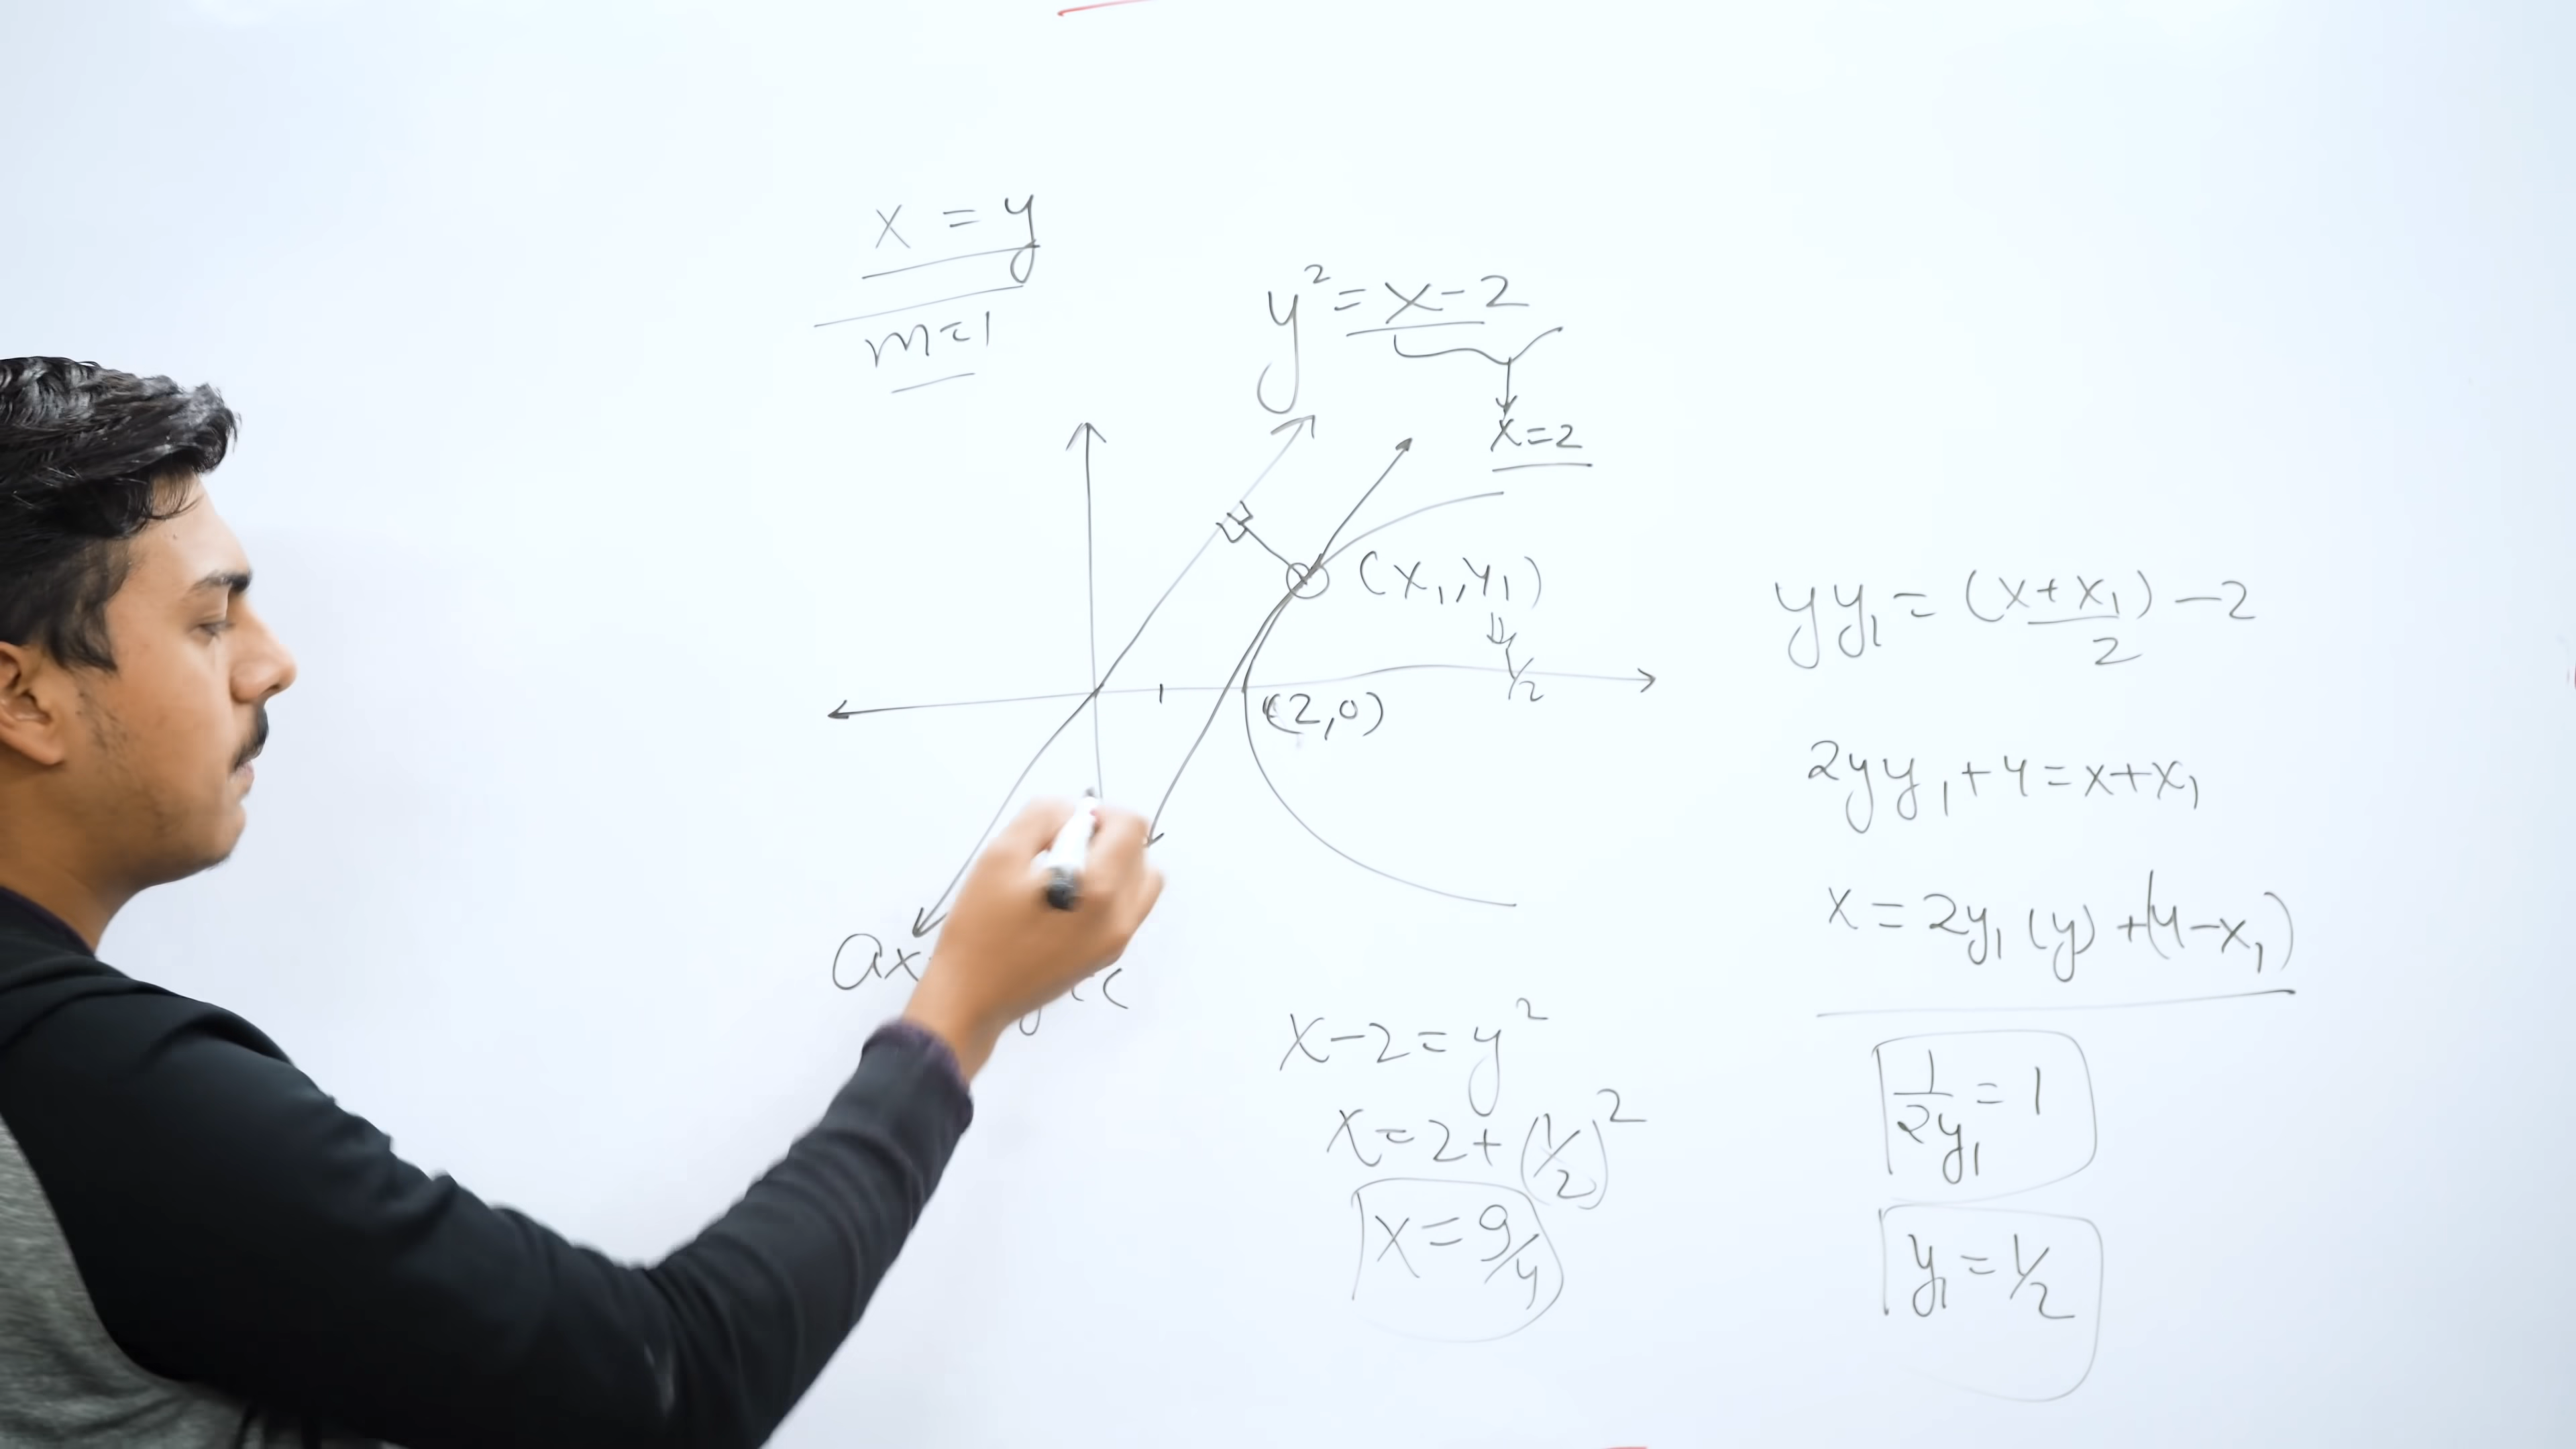 x = y
m=1
y² = x-2
x=2
(x₁,y₁)
1/2
(2,0)
yy₁ = (x+x₁)/2 -2
2yy₁+4=x+x₁
x=2y₁(y)+(4-x₁)
ax
x-2=y²
x=2+(1/2)²
x=9/4
1/2y₁=1
y₁=1/2